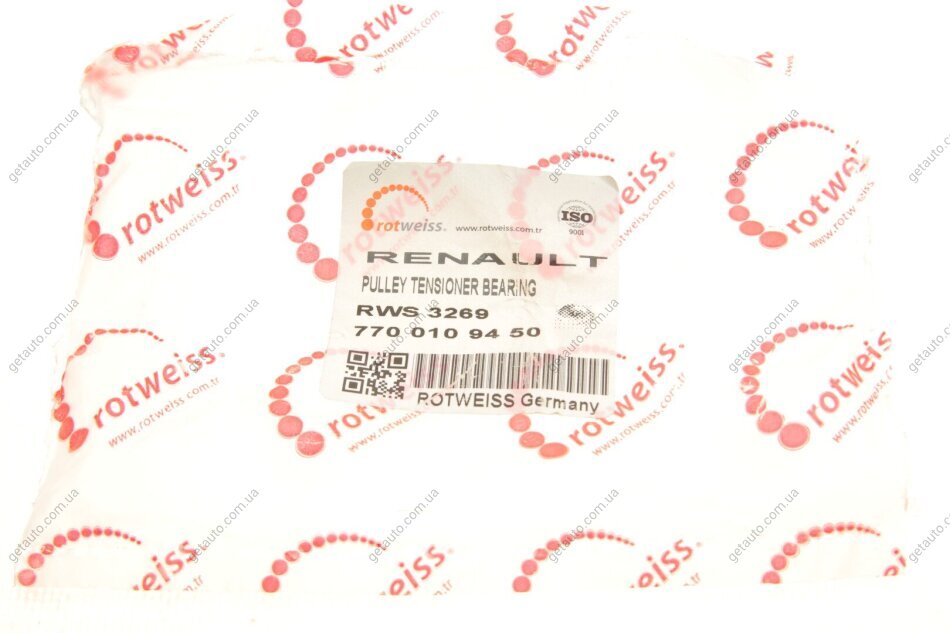 rotweiss.
www.rotweiss.com.tr
ISO
9001
RENAULT
PULLEY TENSIONER BEARING
RWS 3269
770 010 94 50
ROTWEISS Germany
rotweiss.
www.rotweiss.com.tr
getauto.com.ua